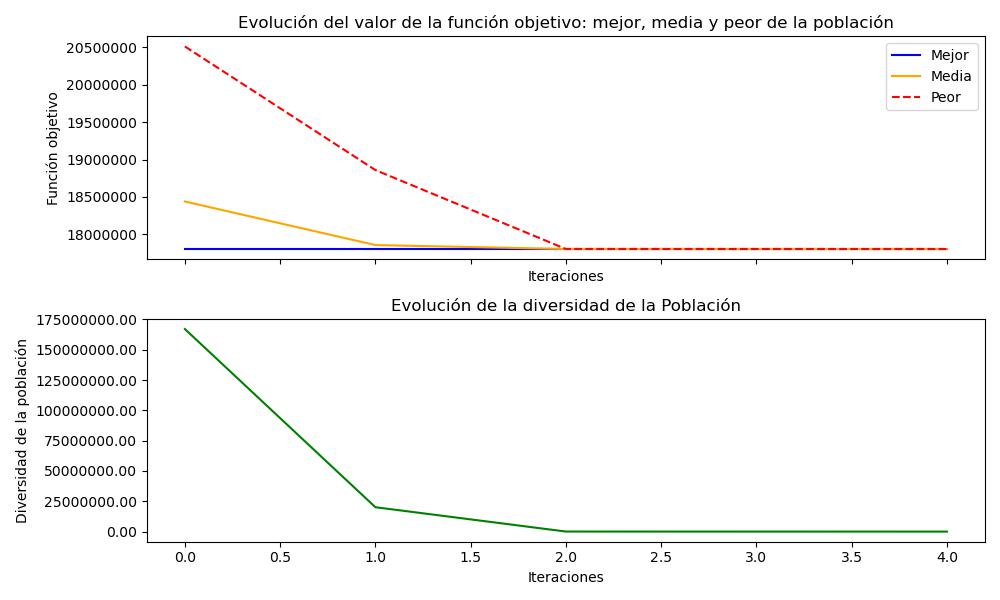 Evolución del valor de la función objetivo: mejor, media y peor de la población
Función objetivo
20500000
20000000
19500000
19000000
18500000
18000000
Mejor
Media
Peor
Iteraciones
Evolución de la diversidad de la Población
Diversidad de la población
175000000.00
150000000.00
125000000.00
100000000.00
75000000.00
50000000.00
25000000.00
0.00
0.0 0.5 1.0 1.5 2.0 2.5 3.0 3.5 4.0
Iteraciones